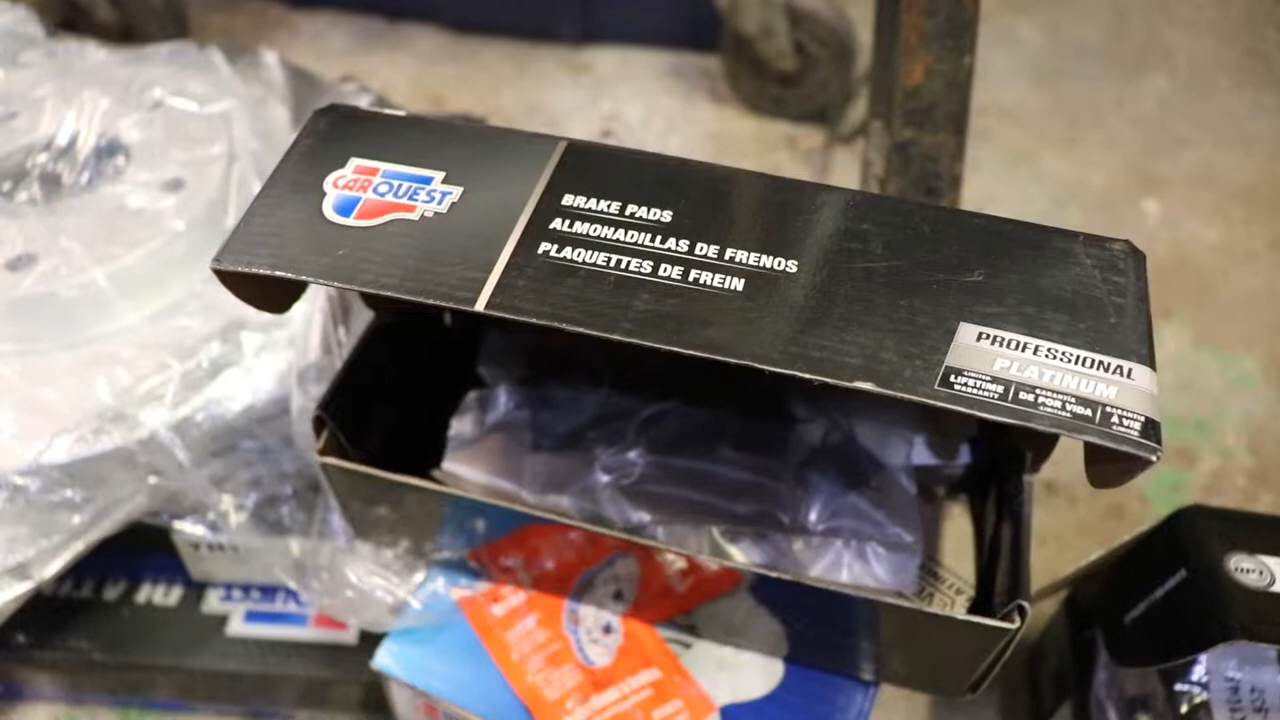 CARQUEST
BRAKE PADS
ALMOHADILLAS DE FRENOS
PLAQUETTES DE FREIN
PROFESSIONAL
PLATINUM
-LIMITED-
LIFETIME
WARRANTY
GARANTÍA
DE POR VIDA
-LIMITADA-
GARANTIE
À VIE
-LIMITÉE-